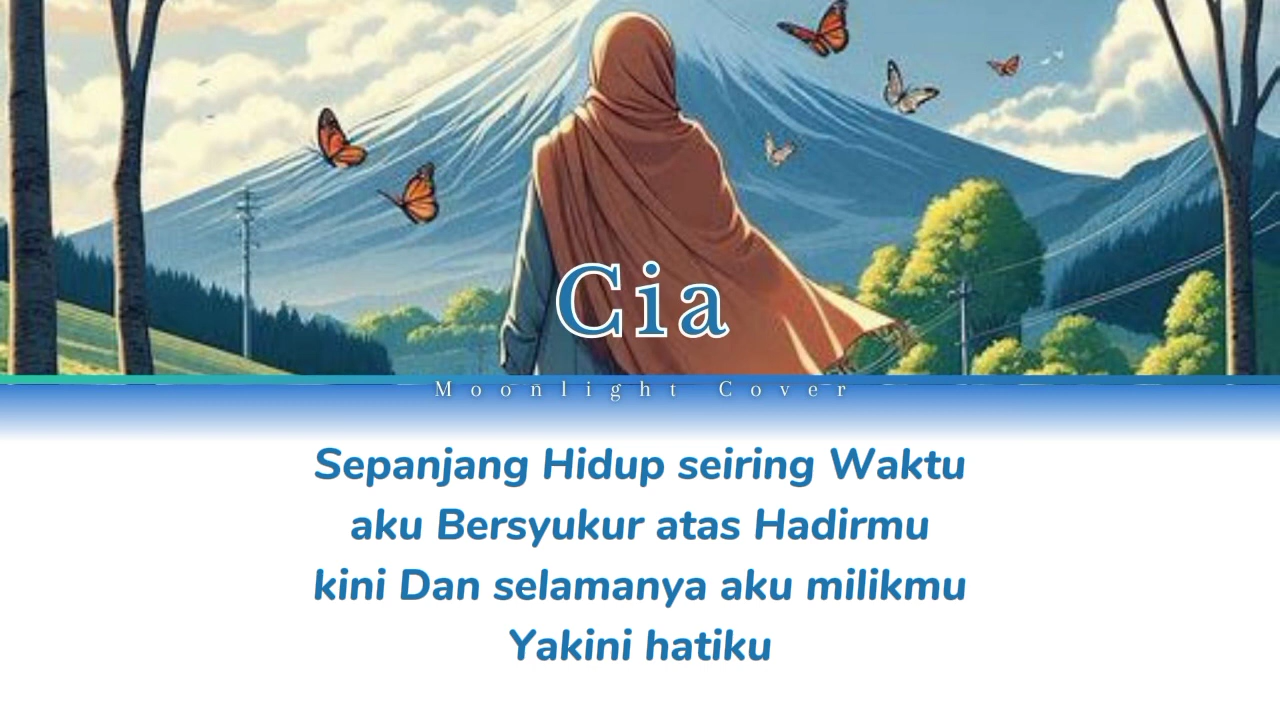 Cia
Moonlight Cover
Sepanjang Hidup seiring Waktu
aku Bersyukur atas Hadirmu
kini Dan selamanya aku milikmu
Yakini hatiku